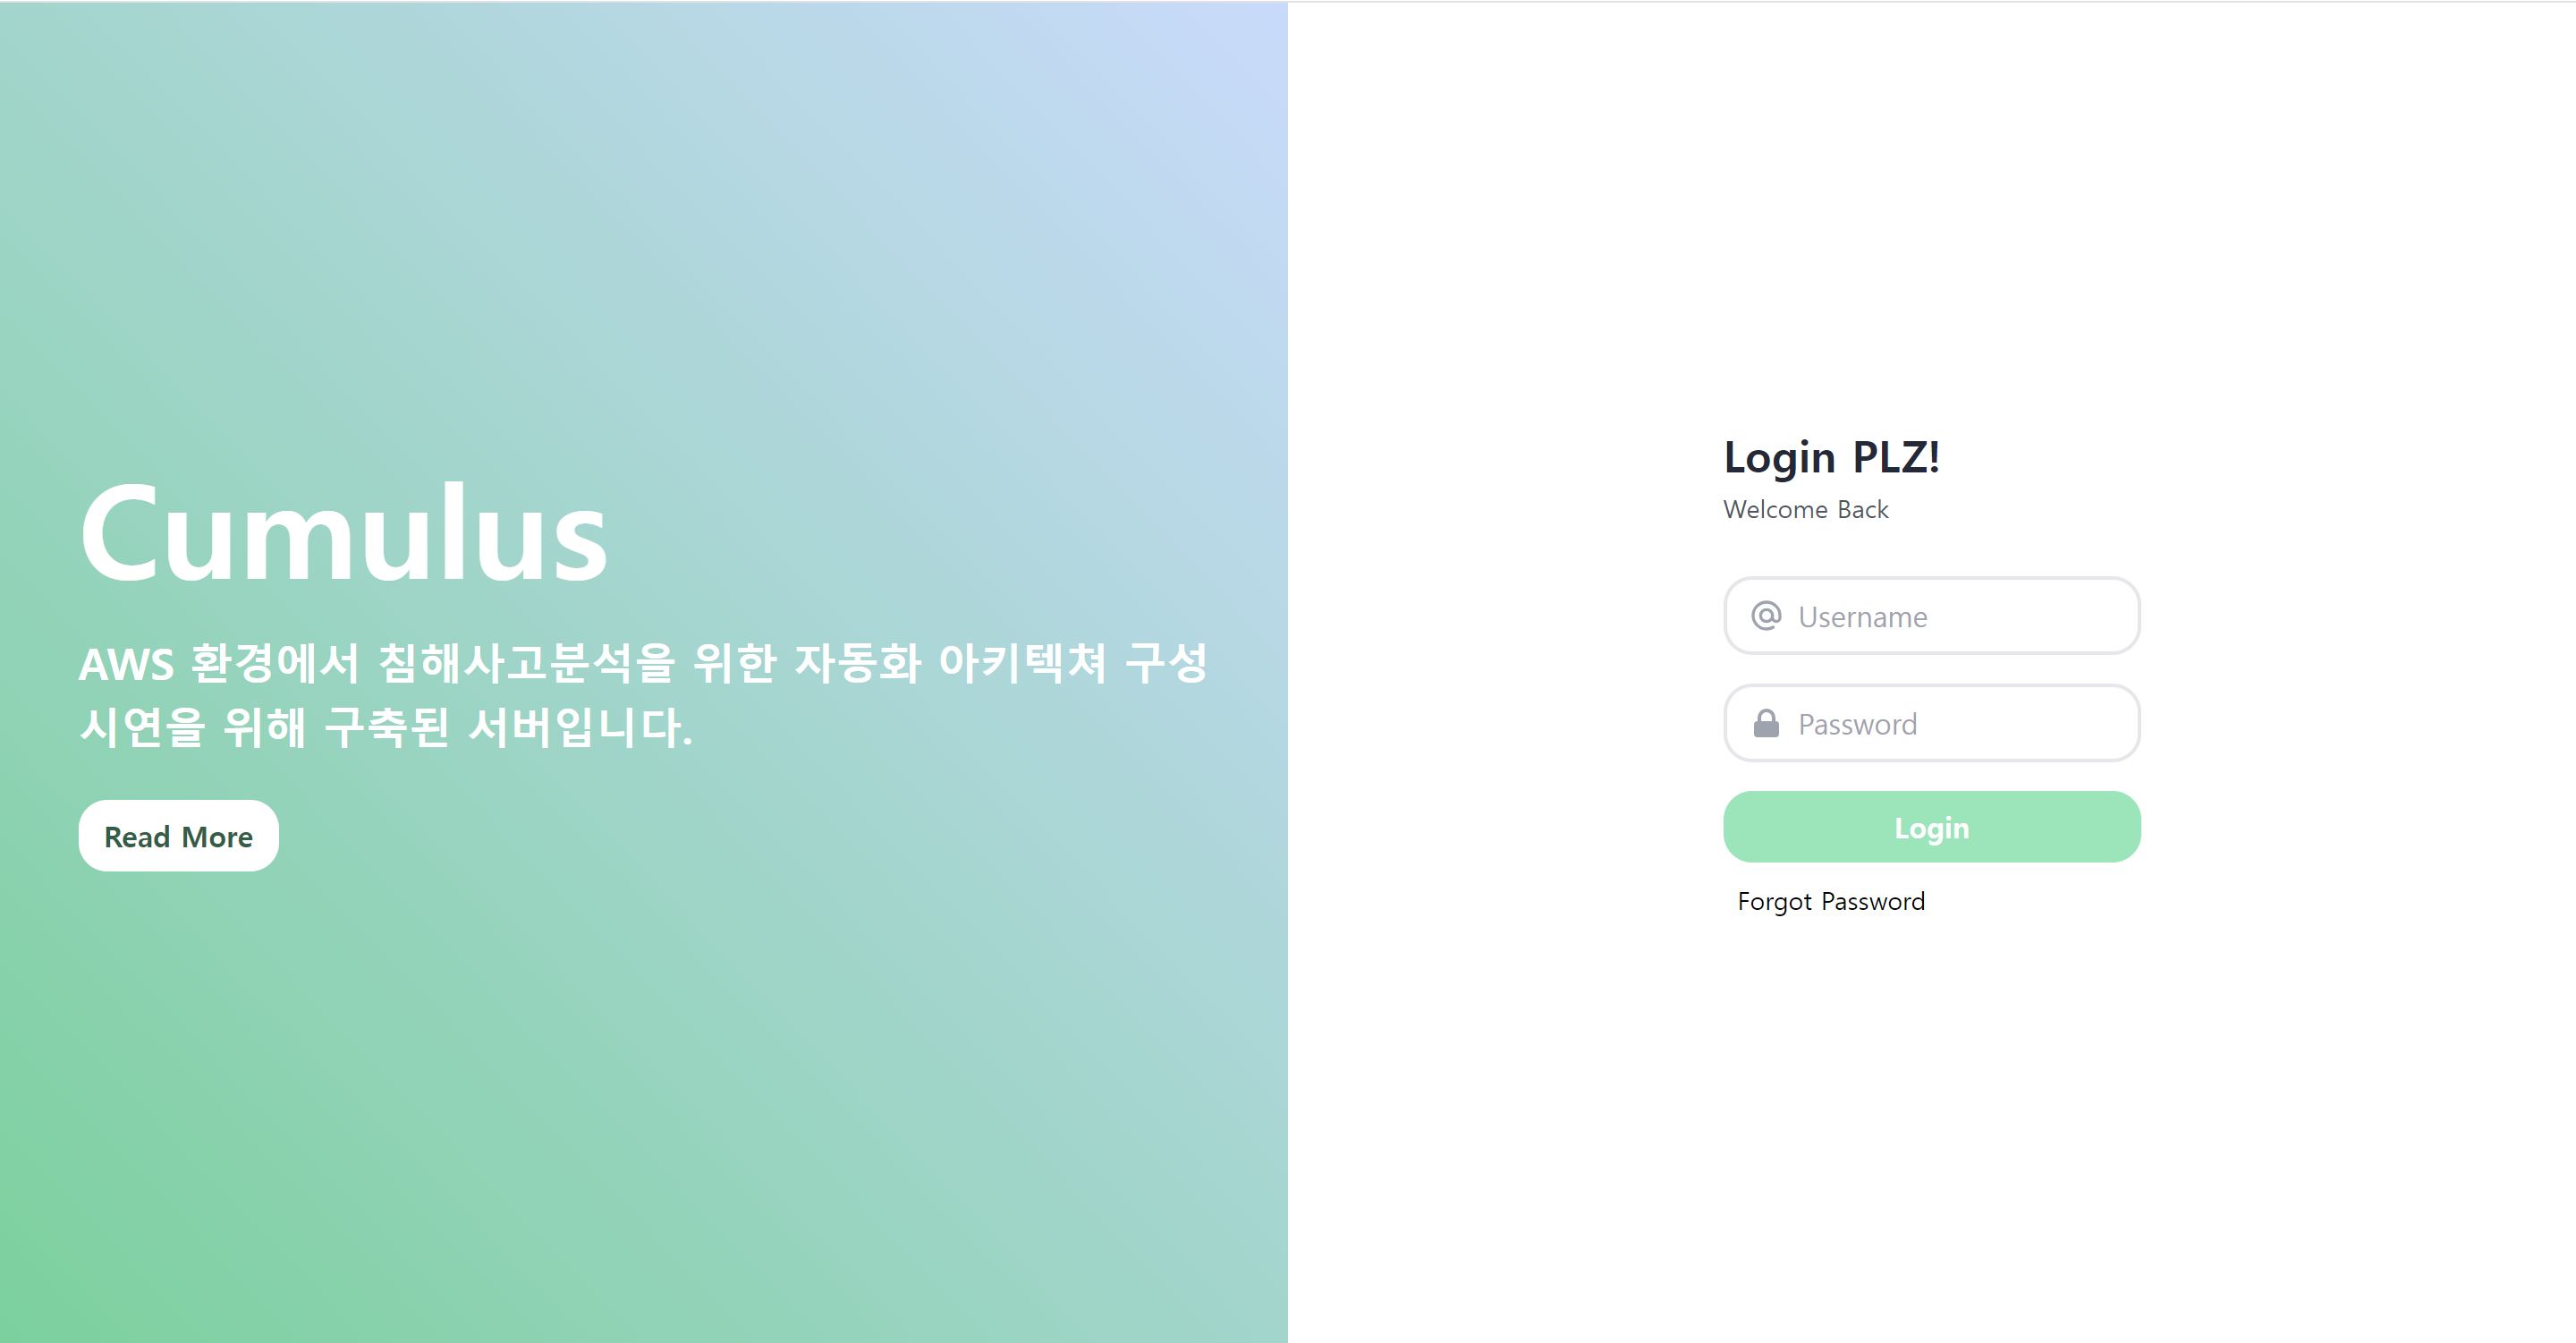 Cumulus
AWS 환경에서 침해사고분석을 위한 자동화 아키텍쳐 구성
시연을 위해 구축된 서버입니다.
Read More
Login PLZ!
Welcome Back
Username
Password
Login
Forgot Password